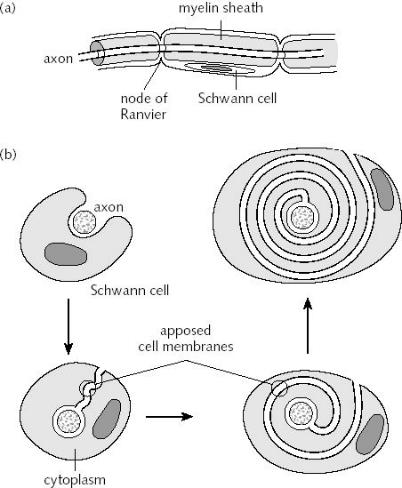 (a)
myelin sheath
axon
node of
Ranvier
Schwann cell
(b)
axon
Schwann cell
apposed
cell membranes
cytoplasm